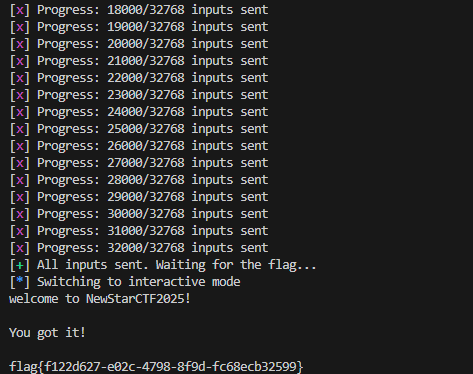 [x] Progress: 18000/32768 inputs sent
[x] Progress: 19000/32768 inputs sent
[x] Progress: 20000/32768 inputs sent
[x] Progress: 21000/32768 inputs sent
[x] Progress: 22000/32768 inputs sent
[x] Progress: 23000/32768 inputs sent
[x] Progress: 24000/32768 inputs sent
[x] Progress: 25000/32768 inputs sent
[x] Progress: 26000/32768 inputs sent
[x] Progress: 27000/32768 inputs sent
[x] Progress: 28000/32768 inputs sent
[x] Progress: 29000/32768 inputs sent
[x] Progress: 30000/32768 inputs sent
[x] Progress: 31000/32768 inputs sent
[x] Progress: 32000/32768 inputs sent
[+] All inputs sent. Waiting for the flag...
[*] Switching to interactive mode
welcome to NewStarCTF2025!
You got it!
flag{f122d627-e02c-4798-8f9d-fc68ecb32599}